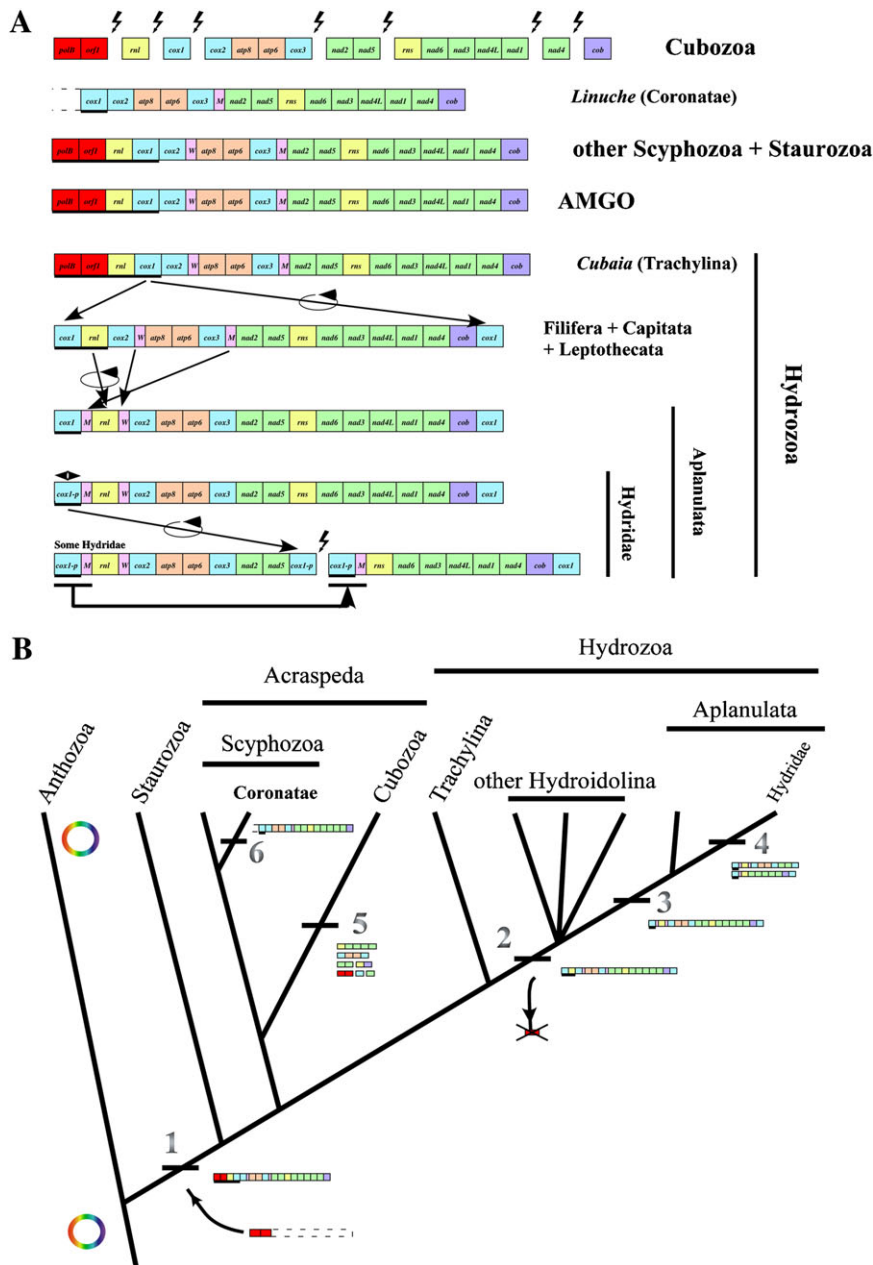 A
polB orf1 rnl cox1 cox2 atp8 atp6 cox3 nad2 nad5 rns nad6 nad3 nad4L nad1 nad4 cob Cubozoa
cox1 cox2 atp8 atp6 cox3 M nad2 nad5 rns nad6 nad3 nad4L nad1 nad4 cob Linuche (Coronatae)
polB orf1 rnl cox1 cox2 W atp8 atp6 cox3 M nad2 nad5 rns nad6 nad3 nad4L nad1 nad4 cob other Scyphozoa + Staurozoa
polB orf1 rnl cox1 cox2 W atp8 atp6 cox3 M nad2 nad5 rns nad6 nad3 nad4L nad1 nad4 cob AMGO
polB orf1 rnl cox1 cox2 W atp8 atp6 cox3 M nad2 nad5 rns nad6 nad3 nad4L nad1 nad4 cob Cubaia (Trachylina)
cox1 rnl cox2 W atp8 atp6 cox3 M nad2 nad5 rns nad6 nad3 nad4L nad1 nad4 cob cox1 Filifera + Capitata
+ Leptothecata
cox1 M rnl W cox2 atp8 atp6 cox3 nad2 nad5 rns nad6 nad3 nad4L nad1 nad4 cob cox1
cox1-p M rnl W cox2 atp8 atp6 cox3 nad2 nad5 rns nad6 nad3 nad4L nad1 nad4 cob cox1
Some Hydridae
cox1-p M rnl W cox2 atp8 atp6 cox3 nad2 nad5 cox1-p cox1-p M rns nad6 nad3 nad4L nad1 nad4 cob cox1
Hydridae
Aplanulata
Hydrozoa
B
Hydrozoa
Acraspeda
Aplanulata
Scyphozoa
Anthozoa
Staurozoa
Coronatae
Cubozoa
Trachylina
other Hydroidolina
Hydridae
6
4
5
3
2
1